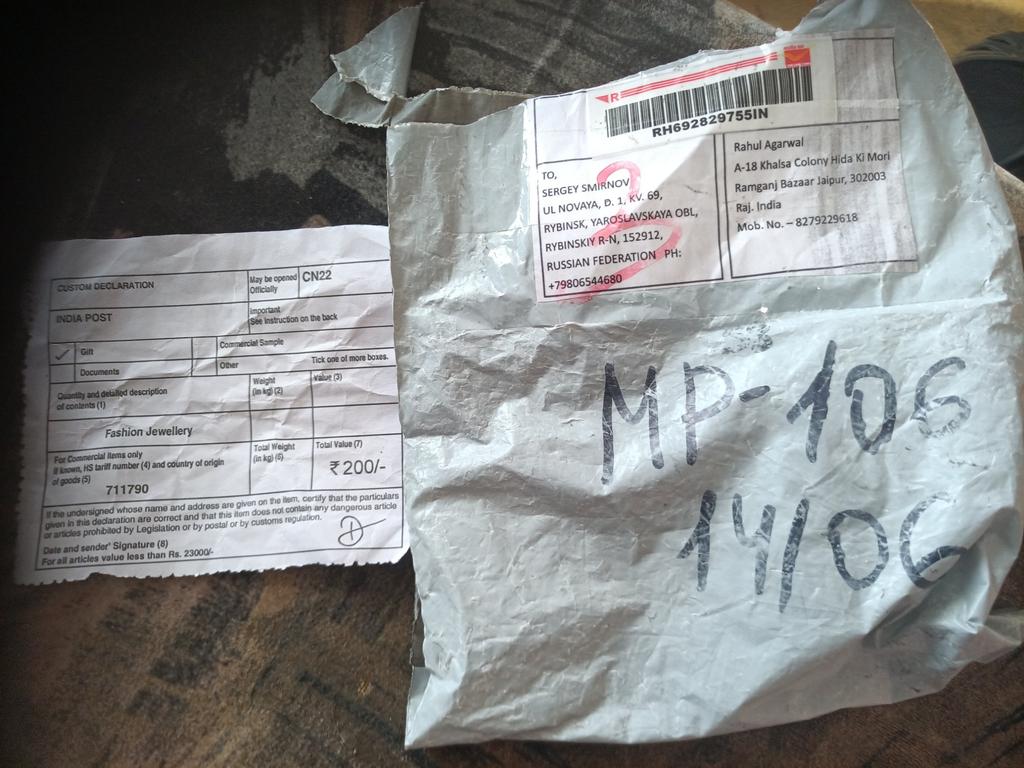 CUSTOM DECLARATION
May be opened
Officially
CN22
INDIA POST
Important
See instruction on the back
✓ Gift
Commercial Sample
Documents
Other
Tick one of more boxes.
Quantity and detailed description
of contents (1)
Weight
(in kg) (2)
Value (3)
Fashion Jewellery
For Commercial items only
If known, HS tariff number (4) and country of origin
of goods (5)
711790
Total Weight
(in kg) (6)
Total Value (7)
₹ 200/-
If the undersigned whose name and address are given on the item, certify that the particulars
given in this declaration are correct and that this item does not contain any dangerous article
or articles prohibited by Legislation or by postal or by customs regulation.
Date and sender' Signature (8)
For all articles value less than Rs. 23000/-
R
RH692829755IN
TO,
SERGEY SMIRNOV
UL NOVAYA, D. 1, KV. 69,
RYBINSK, YAROSLAVSKAYA OBL,
RYBINSKIY R-N, 152912,
RUSSIAN FEDERATION PH:
+79806544680
Rahul Agarwal
A-18 Khalsa Colony Hida Ki Mori
Ramganj Bazaar Jaipur, 302003
Raj. India
Mob. No. – 8279229618
MP-106
14/06